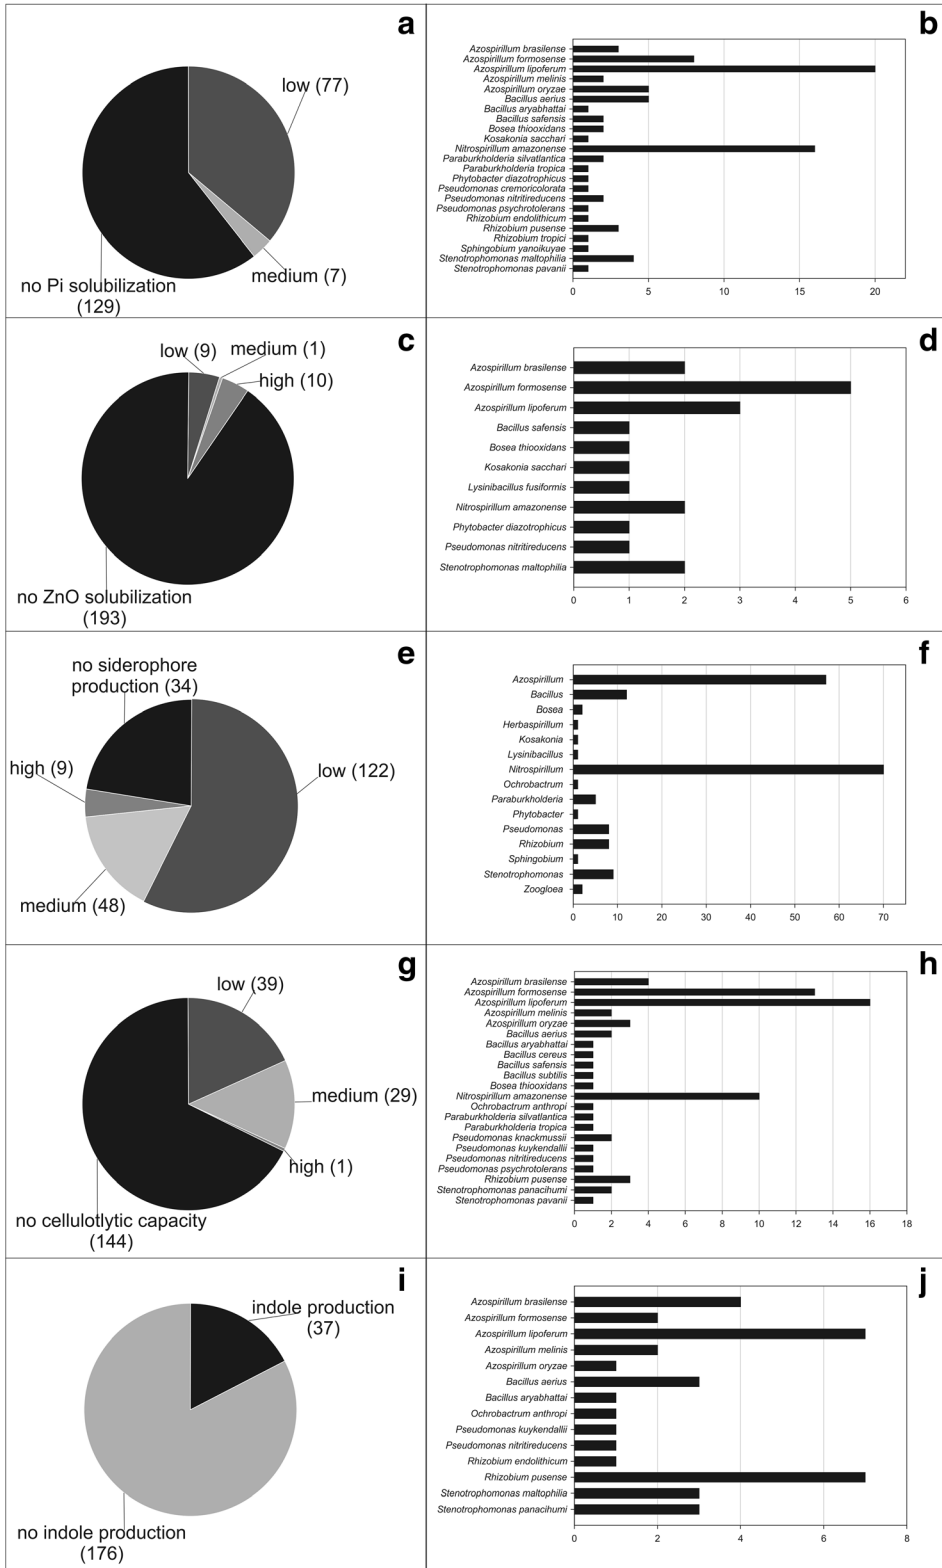 a
low (77)
medium (7)
no Pi solubilization
(129)
b
Azospirillum brasilense
Azospirillum formosense
Azospirillum lipoferum
Azospirillum melinis
Azospirillum oryzae
Bacillus aerius
Bacillus aryabhattai
Bacillus safensis
Bosea thiooxidans
Kosakonia sacchari
Nitrospirillum amazonense
Paraburkholderia silvatlantica
Paraburkholderia tropica
Phytobacter diazotrophicus
Pseudomonas cremoricolorata
Pseudomonas nitritireducens
Pseudomonas psychrotolerans
Rhizobium endolithicum
Rhizobium pusense
Rhizobium tropici
Sphingobium yanoikuyae
Stenotrophomonas maltophilia
Stenotrophomonas pavanii
0 5 10 15 20
c
low (9)
medium (1)
high (10)
no ZnO solubilization
(193)
d
Azospirillum brasilense
Azospirillum formosense
Azospirillum lipoferum
Bacillus safensis
Bosea thiooxidans
Kosakonia sacchari
Lysinibacillus fusiformis
Nitrospirillum amazonense
Phytobacter diazotrophicus
Pseudomonas nitritireducens
Stenotrophomonas maltophilia
0 1 2 3 4 5 6
e
no siderophore
production (34)
high (9)
low (122)
medium (48)
f
Azospirillum
Bacillus
Bosea
Herbaspirillum
Kosakonia
Lysinibacillus
Nitrospirillum
Ochrobactrum
Paraburkholderia
Phytobacter
Pseudomonas
Rhizobium
Sphingobium
Stenotrophomonas
Zoogloea
0 10 20 30 40 50 60 70
g
low (39)
medium (29)
high (1)
no cellulotlytic capacity
(144)
h
Azospirillum brasilense
Azospirillum formosense
Azospirillum lipoferum
Azospirillum melinis
Azospirillum oryzae
Bacillus aerius
Bacillus aryabhattai
Bacillus cereus
Bacillus safensis
Bacillus subtilis
Bosea thiooxidans
Nitrospirillum amazonense
Ochrobactrum anthropi
Paraburkholderia silvatlantica
Paraburkholderia tropica
Pseudomonas knackmussii
Pseudomonas kuykendallii
Pseudomonas nitritireducens
Pseudomonas psychrotolerans
Rhizobium pusense
Stenotrophomonas panacihumi
Stenotrophomonas pavanii
0 2 4 6 8 10 12 14 16 18
i
indole production
(37)
no indole production
(176)
j
Azospirillum brasilense
Azospirillum formosense
Azospirillum lipoferum
Azospirillum melinis
Azospirillum oryzae
Bacillus aerius
Bacillus aryabhattai
Ochrobactrum anthropi
Pseudomonas kuykendallii
Pseudomonas nitritireducens
Rhizobium endolithicum
Rhizobium pusense
Stenotrophomonas maltophilia
Stenotrophomonas panacihumi
0 2 4 6 8